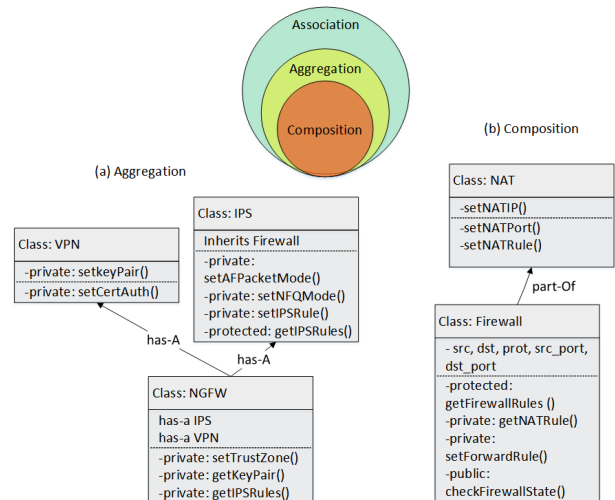 Association
Aggregation
Composition
(a) Aggregation
(b) Composition
Class: VPN
-private: setkeyPair()
-private: setCertAuth()
Class: IPS
Inherits Firewall
-private:
setAFPacketMode()
-private: setNFQMode()
-private: setIPSRule()
-protected: getIPSRules()
has-A
has-A
Class: NGFW
has-a IPS
has-a VPN
-private: setTrustZone()
-private: getKeyPair()
-private: getIPSRules()
Class: NAT
-setNATIP()
-setNATPort()
-setNATRule()
part-Of
Class: Firewall
- src, dst, prot, src_port,
dst_port
-protected:
getFirewallRules ()
-private: getNATRule()
-private:
setForwardRule()
-public:
checkFirewallState()